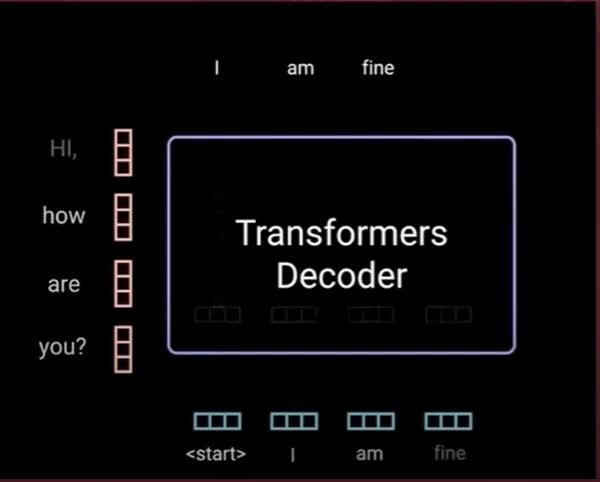 I am fine
HI,
how
are
you?
Transformers
Decoder
<start> I am fine